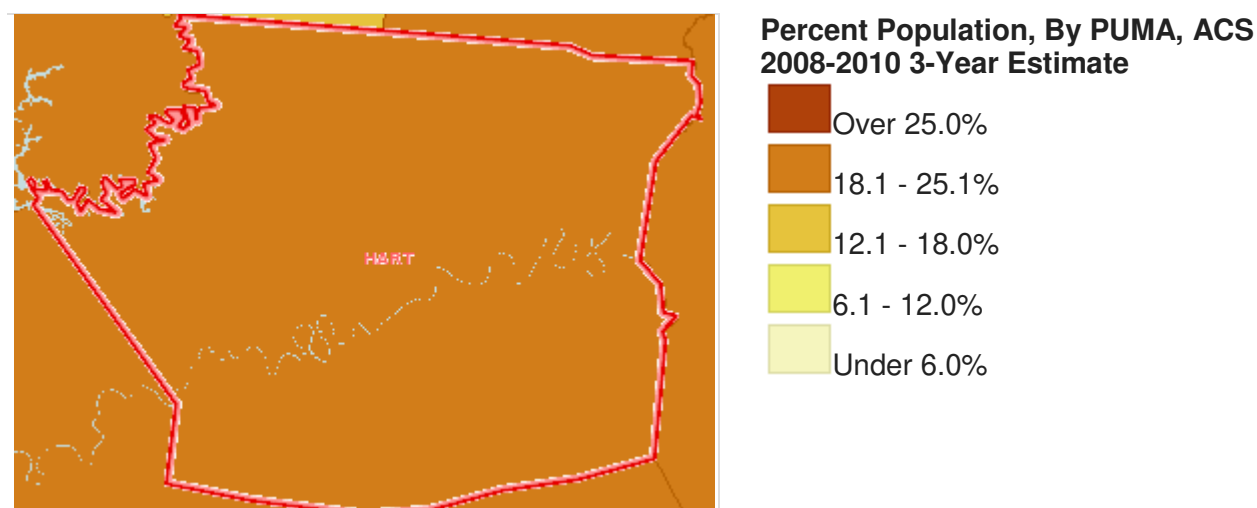 Percent Population, By PUMA, ACS
2008-2010 3-Year Estimate
Over 25.0%
18.1 - 25.1%
12.1 - 18.0%
6.1 - 12.0%
Under 6.0%
HART